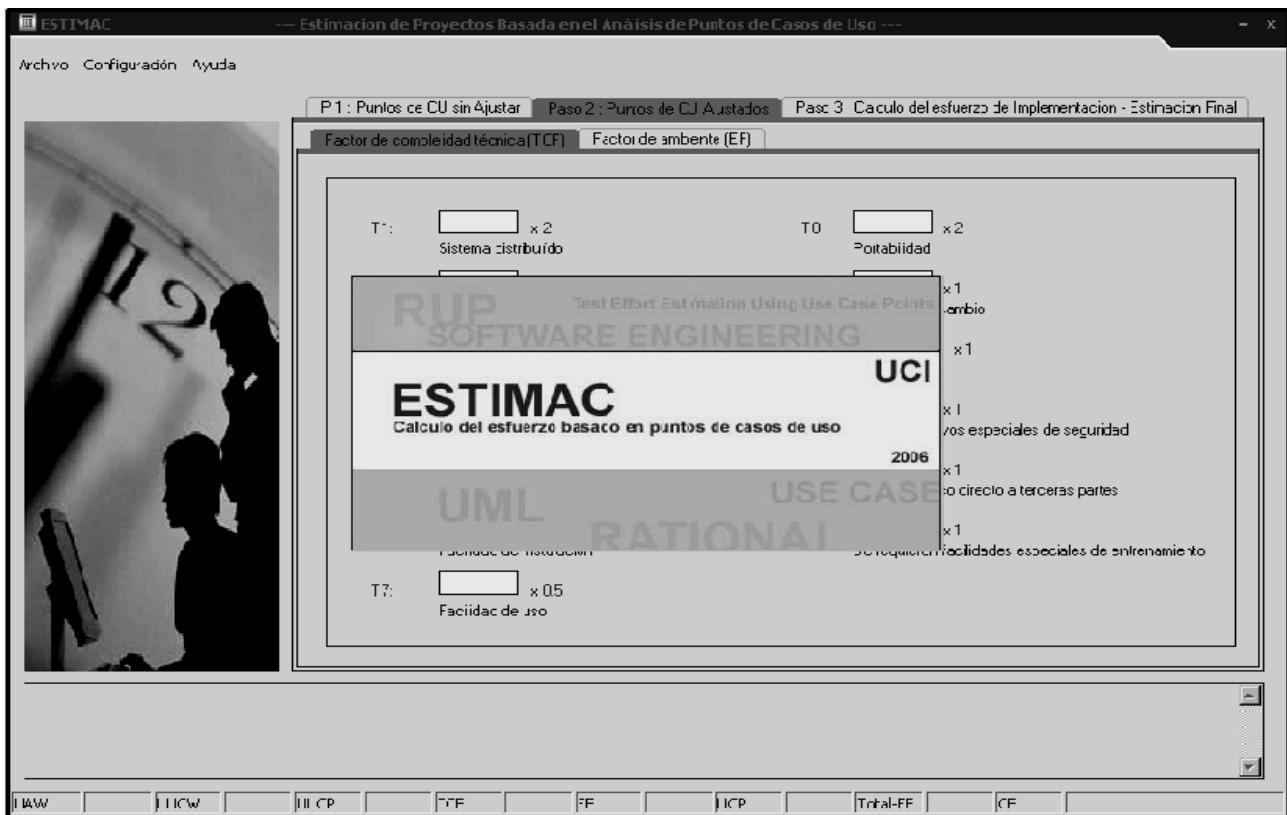 ESTIMAC --- Estimacion de Proyectos Basada en el Análisis de Puntos de Casos de Uso ---
Archivo Configuración Ayuda
P 1 : Puntos de CU sin Ajustar Paso 2 : Puntos de CU Ajustados Paso 3 Calculo del esfuerzo de Implementacion - Estimacion Final
Factor de complejidad técnica (TCF) Factor de ambiente (EF)
T1: x 2 x 2
Sistema distribuído Portabilidad
x 1
RUP Test Effort Estimation Using Use Case Points
SOFTWARE ENGINEERING
x 1
UCI
ESTIMAC
Calculo del esfuerzo basaco en puntos de casos de uso
x 1
especiales de seguridad
2006
x 1
UML USE CASE directo a terceras partes
RATIONAL x 1
facilidades especiales de entrenamiento
T7: x 0.5
Facilidad de uso
UAW UUCW UUCP TCF EF UCP Total-EF CF